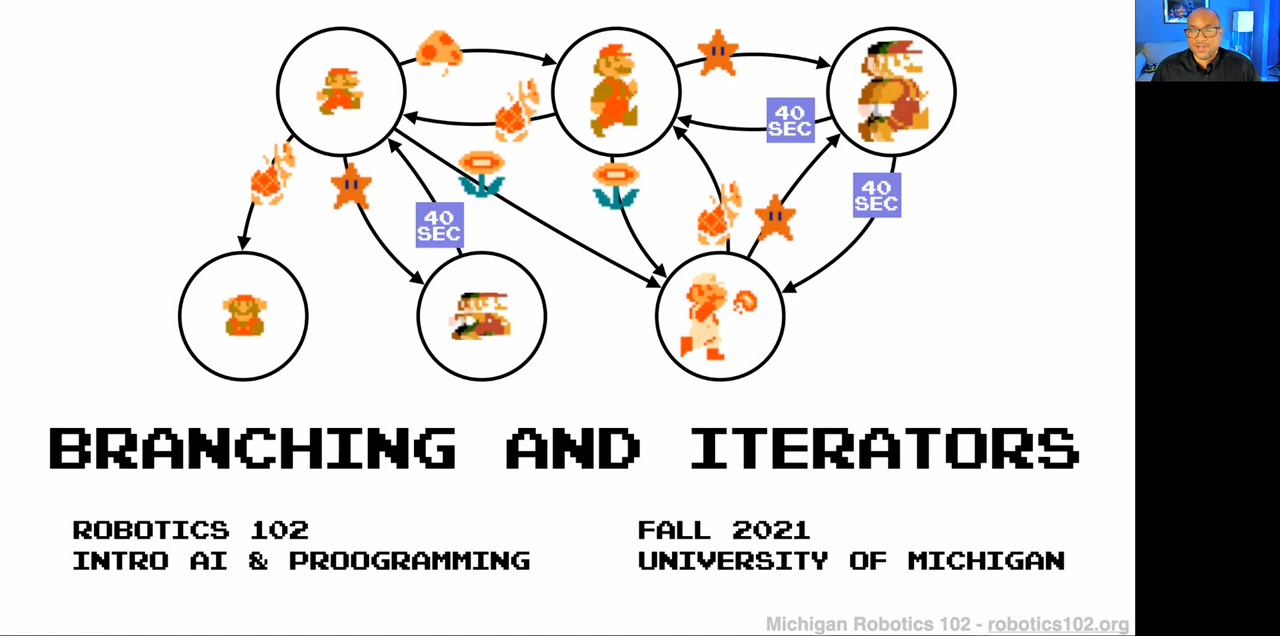 40
SEC
40
SEC
40
SEC
BRANCHING AND ITERATORS
ROBOTICS 102
INTRO AI & PROOGRAMMING
FALL 2021
UNIVERSITY OF MICHIGAN
Michigan Robotics 102 - robotics102.org